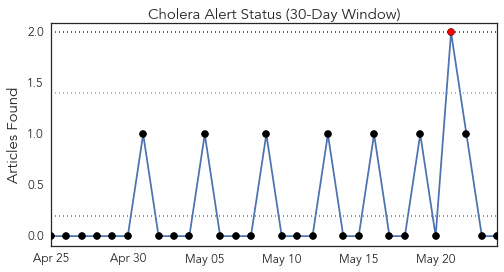 Cholera Alert Status (30-Day Window)
2.0
1.5
1.0
0.5
0.0
Articles Found
Apr 25
Apr 30
May 05
May 10
May 15
May 20